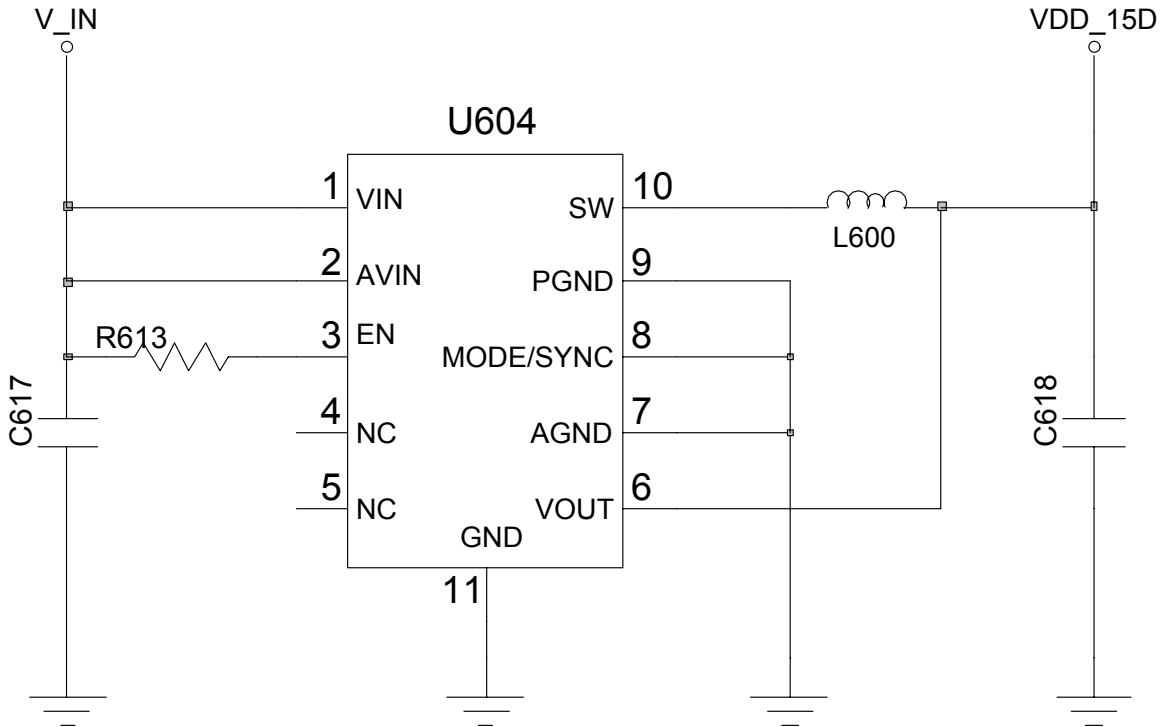 V_IN
VDD_15D
U604
1
VIN
SW
10
L600
2
AVIN
PGND
9
R613
3
EN
MODE/SYNC
8
C617
4
NC
AGND
7
C618
5
NC
VOUT
6
GND
11